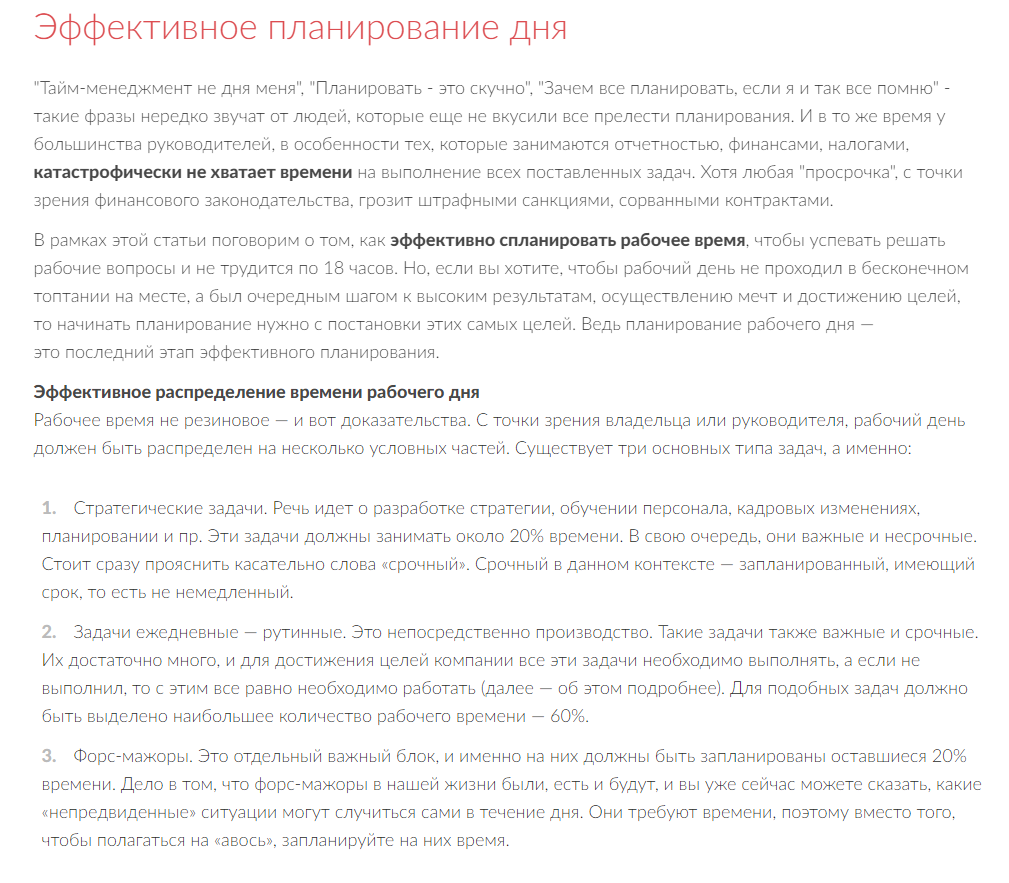 Эффективное планирование дня
"Тайм-менеджмент не дня меня", "Планировать - это скучно", "Зачем все планировать, если я и так все помню" -
такие фразы нередко звучат от людей, которые еще не вкусили все прелести планирования. И в то же время у
большинства руководителей, в особенности тех, которые занимаются отчетностью, финансами, налогами,
катастрофически не хватает времени на выполнение всех поставленных задач. Хотя любая "просрочка", с точки
зрения финансового законодательства, грозит штрафными санкциями, сорванными контрактами.
В рамках этой статьи поговорим о том, как эффективно спланировать рабочее время, чтобы успевать решать
рабочие вопросы и не трудится по 18 часов. Но, если вы хотите, чтобы рабочий день не проходил в бесконечном
топтании на месте, а был очередным шагом к высоким результатам, осуществлению мечт и достижению целей,
то начинать планирование нужно с постановки этих самых целей. Ведь планирование рабочего дня —
это последний этап эффективного планирования.
Эффективное распределение времени рабочего дня
Рабочее время не резиновое — и вот доказательства. С точки зрения владельца или руководителя, рабочий день
должен быть распределен на несколько условных частей. Существует три основных типа задач, а именно:
1. Стратегические задачи. Речь идет о разработке стратегии, обучении персонала, кадровых изменениях,
планировании и пр. Эти задачи должны занимать около 20% времени. В свою очередь, они важные и несрочные.
Стоит сразу прояснить касательно слова «срочный». Срочный в данном контексте — запланированный, имеющий
срок, то есть не немедленный.
2. Задачи ежедневные — рутинные. Это непосредственно производство. Такие задачи также важные и срочные.
Их достаточно много, и для достижения целей компании все эти задачи необходимо выполнять, а если не
выполнил, то с этим все равно необходимо работать (далее — об этом подробнее). Для подобных задач должно
быть выделено наибольшее количество рабочего времени — 60%.
3. Форс-мажоры. Это отдельный важный блок, и именно на них должны быть запланированы оставшиеся 20%
времени. Дело в том, что форс-мажоры в нашей жизни были, есть и будут, и вы уже сейчас можете сказать, какие
«непредвиденные» ситуации могут случиться сами в течение дня. Они требуют времени, поэтому вместо того,
чтобы полагаться на «авось», запланируйте на них время.